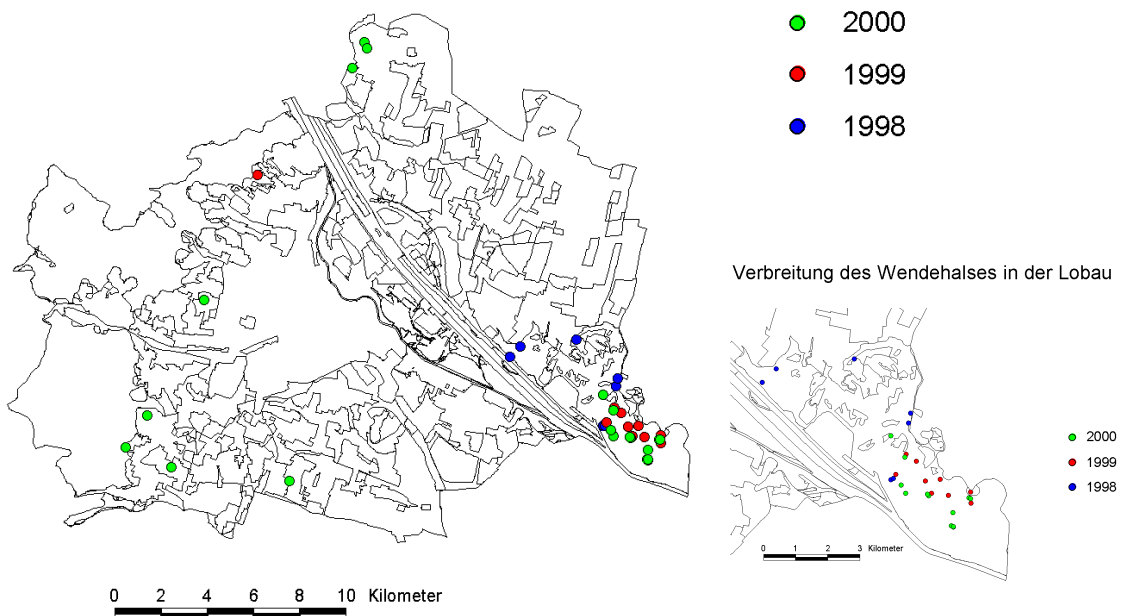 2000
1999
1998
Verbreitung des Wendehalses in der Lobau
2000
1999
1998
0 1 2 3 Kilometer
0 2 4 6 8 10 Kilometer